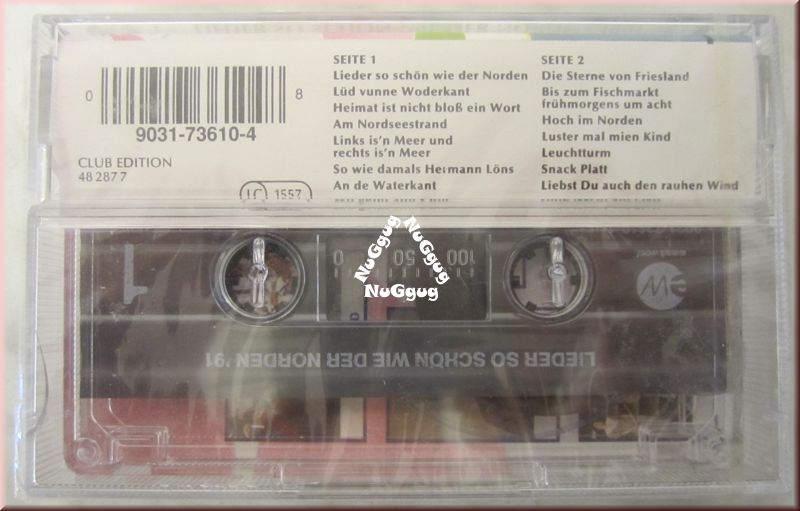 SEITE 1
Lieder so schön wie der Norden
Lüd vunne Woderkant
Heimat ist nicht bloß ein Wort
Am Nordseestrand
Links is'n Meer und
rechts is'n Meer
So wie damals Hermann Löns
An de Waterkant
SEITE 2
Die Sterne von Friesland
Bis zum Fischmarkt
frühmorgens um acht
Hoch im Norden
Luster mal mien Kind
Leuchtturm
Snack Platt
Liebst Du auch den rauhen Wind
0 8
9031-73610-4
CLUB EDITION
48 287 7
LC 1557
NuGgug
NuGgug
NuGgug
1
100 50 0
eastwest
ew
LIEDER SO SCHÖN WIE DER NORDEN '91